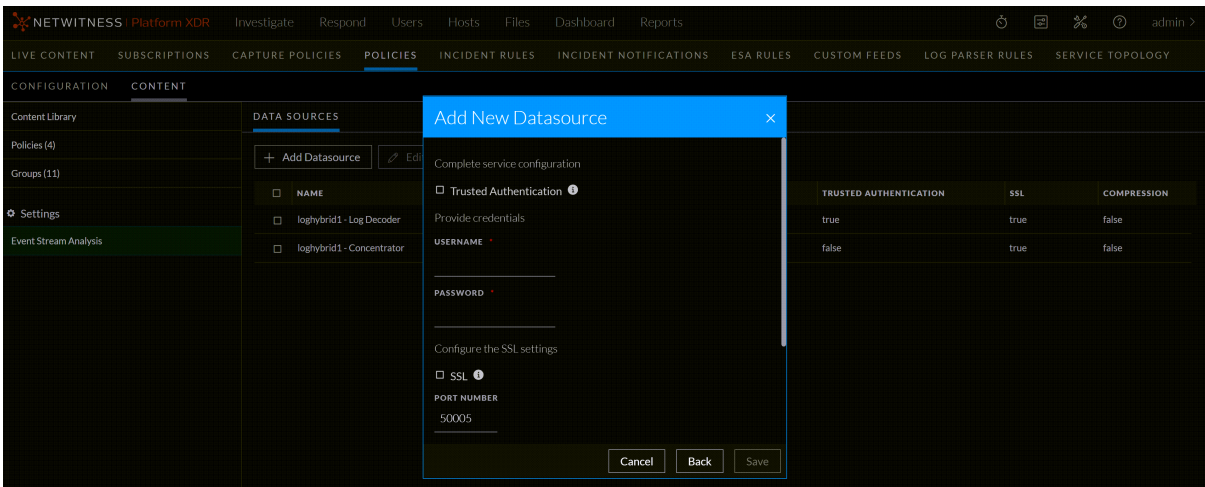 NETWITNESS | Platform XDR Investigate Respond Users Hosts Files Dashboard Reports admin >
LIVE CONTENT SUBSCRIPTIONS CAPTURE POLICIES POLICIES INCIDENT RULES INCIDENT NOTIFICATIONS ESA RULES CUSTOM FEEDS LOG PARSER RULES SERVICE TOPOLOGY
CONFIGURATION CONTENT
Content Library
Policies (4)
Groups (11)
Settings
Event Stream Analysis
DATA SOURCES
+ Add Datasource Edi
NAME TRUSTED AUTHENTICATION SSL COMPRESSION
loghybrid1 - Log Decoder true true false
loghybrid1 - Concentrator false true false
Add New Datasource ×
Complete service configuration
Trusted Authentication
Provide credentials
USERNAME *
PASSWORD *
Configure the SSL settings
SSL
PORT NUMBER
50005
Cancel Back Save